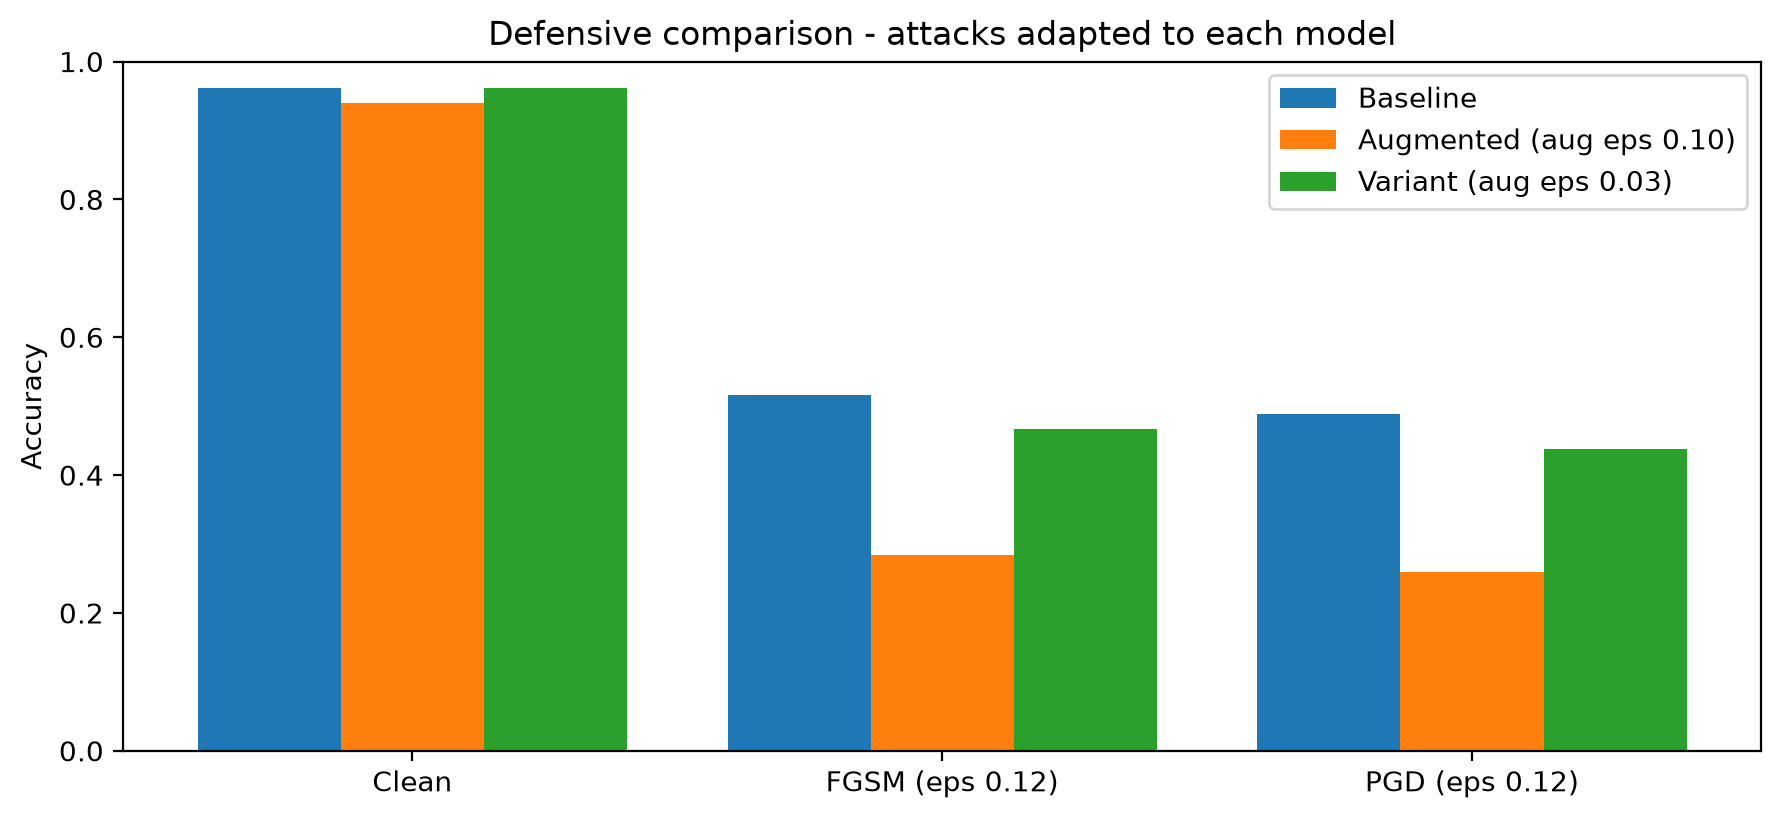 Defensive comparison - attacks adapted to each model
1.0
0.8
0.6
0.4
0.2
0.0
Accuracy
Baseline
Augmented (aug eps 0.10)
Variant (aug eps 0.03)
Clean
FGSM (eps 0.12)
PGD (eps 0.12)